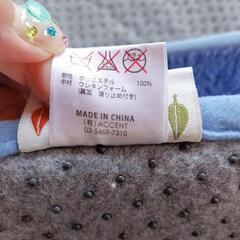 側地 ポリエステル 100%
中材 ウレタンフォーム
(裏面 滑り止め付き)
MADE IN CHINA
(有) ACCENT
03-5469-7310